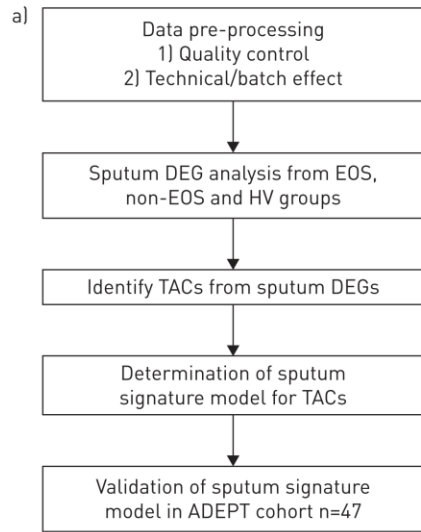 a)
Data pre-processing
1) Quality control
2) Technical/batch effect
Sputum DEG analysis from EOS,
non-EOS and HV groups
Identify TACs from sputum DEGs
Determination of sputum
signature model for TACs
Validation of sputum signature
model in ADEPT cohort n=47